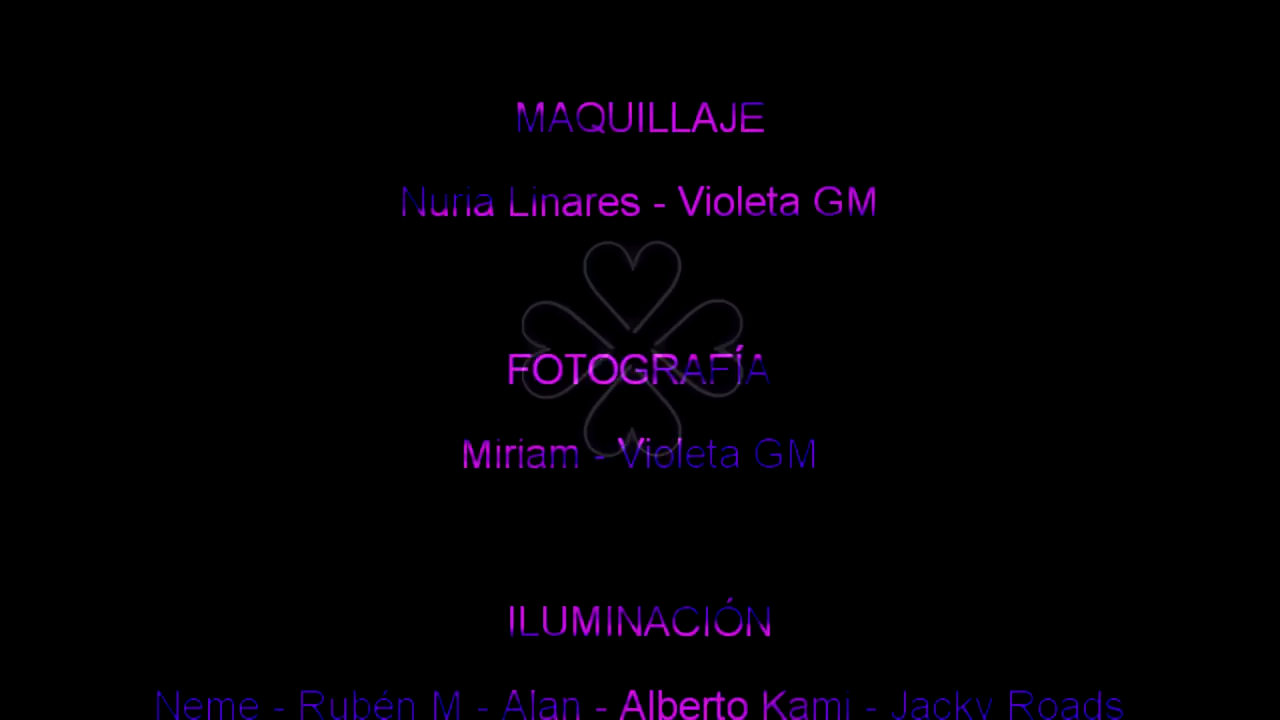 MAQUILLAJE
Nuria Linares - Violeta GM
FOTOGRAFÍA
Miriam - Violeta GM
ILUMINACIÓN
Neme - Rubén M - Alan - Alberto Kami - Jacky Roads